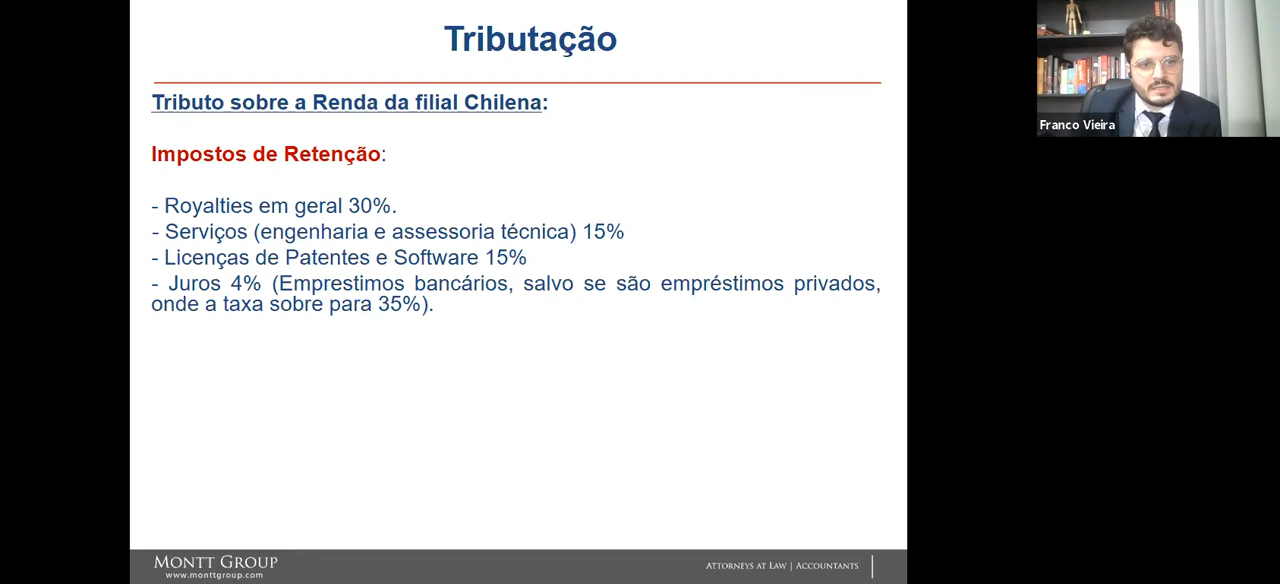 Tributação
Tributo sobre a Renda da filial Chilena:
Impostos de Retenção:
- Royalties em geral 30%.
- Serviços (engenharia e assessoria técnica) 15%
- Licenças de Patentes e Software 15%
- Juros 4% (Emprestimos bancários, salvo se são empréstimos privados,
onde a taxa sobre para 35%).
MONTT GROUP
www.monttgroup.com
ATTORNEYS AT LAW | ACCOUNTANTS
Franco Vieira